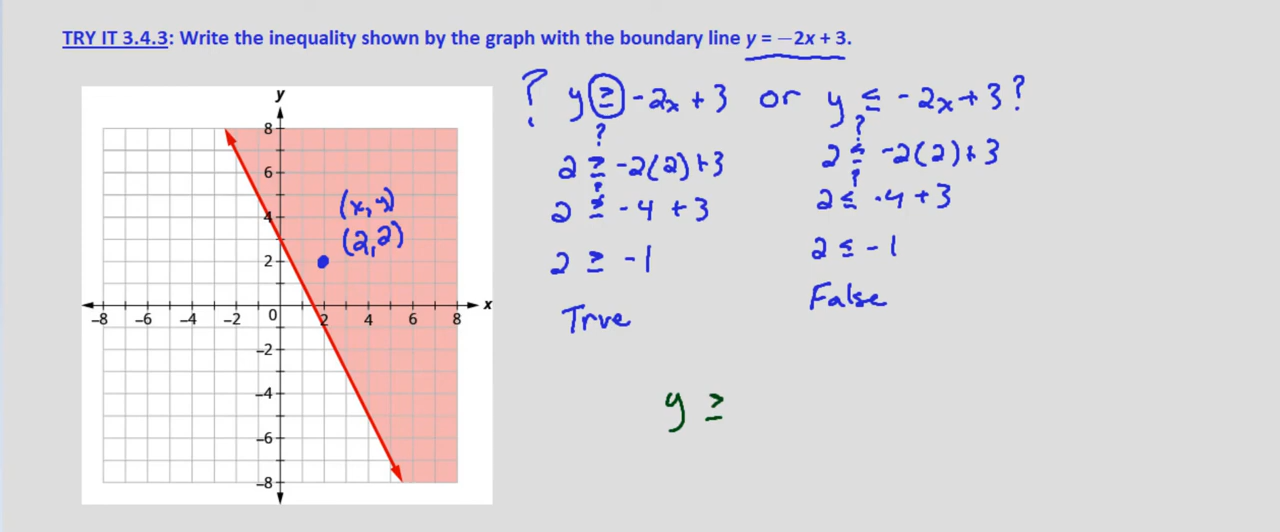 TRY IT 3.4.3: Write the inequality shown by the graph with the boundary line y = −2x + 3.
? y ≥ -2x + 3 or y ≤ -2x + 3?
?
2 ≥ -2(2) + 3
?
2 ≥ -4 + 3
2 ≥ -1
True
?
2 ≤ -2(2) + 3
?
2 ≤ -4 + 3
2 ≤ -1
False
y ≥
y
8
6
4
2
0
−2
−4
−6
−8
−8 −6 −4 −2 2 4 6 8 x
(x, y)
(2, 2)